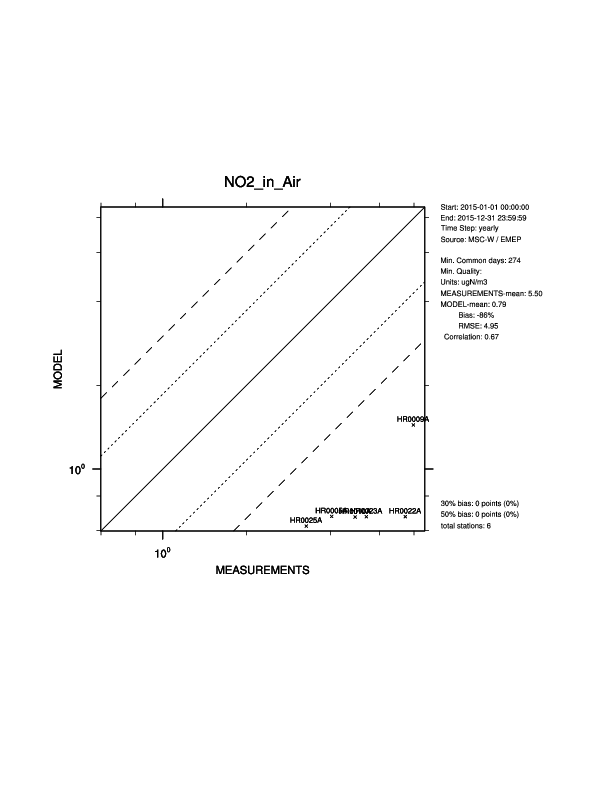 NO2_in_Air
Start: 2015-01-01 00:00:00
End: 2015-12-31 23:59:59
Time Step: yearly
Source: MSC-W / EMEP
Min. Common days: 274
Min. Quality:
Units: ugN/m3
MEASUREMENTS-mean: 5.50
MODEL-mean: 0.79
Bias: -86%
RMSE: 4.95
Correlation: 0.67
MODEL
HR0009A
10⁰
HR0022A
HR0025A
30% bias: 0 points (0%)
50% bias: 0 points (0%)
total stations: 6
10⁰
MEASUREMENTS